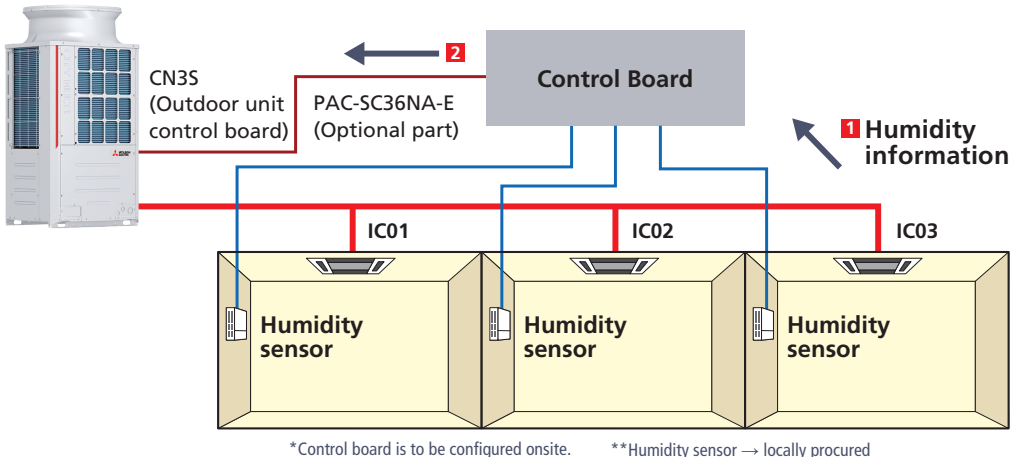 2
Control Board
CN3S
(Outdoor unit
control board)
PAC-SC36NA-E
(Optional part)
1 Humidity
information
IC01
IC02
IC03
Humidity
sensor
Humidity
sensor
Humidity
sensor
*Control board is to be configured onsite.
**Humidity sensor → locally procured